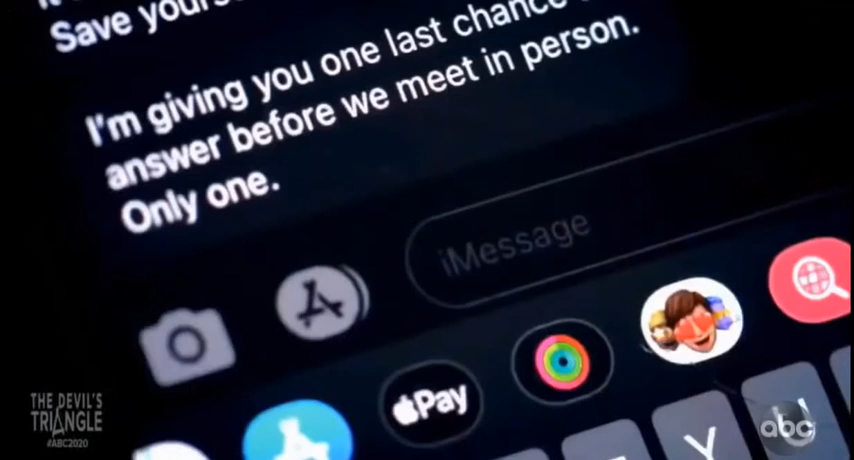 Save
I'm giving you one last chance
answer before we meet in person.
Only one.
iMessage
Pay
Y
THE DEVIL'S
TRIANGLE
#ABC2020
abc